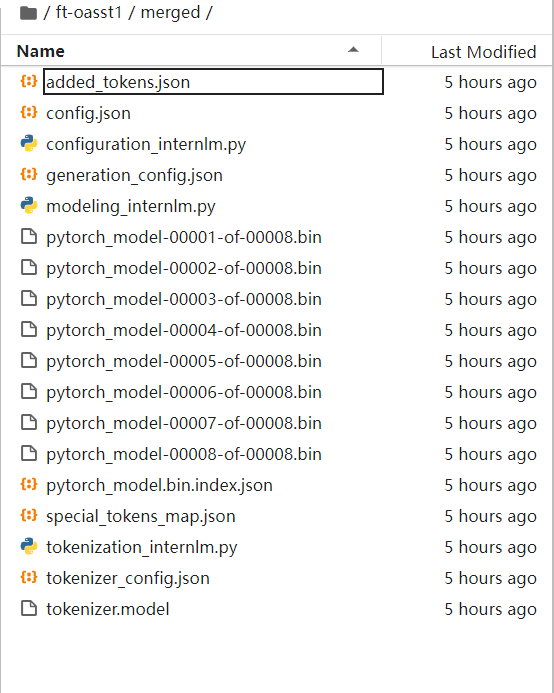 / ft-oasst1 / merged /
Name Last Modified
added_tokens.json 5 hours ago
config.json 5 hours ago
configuration_internlm.py 5 hours ago
generation_config.json 5 hours ago
modeling_internlm.py 5 hours ago
pytorch_model-00001-of-00008.bin 5 hours ago
pytorch_model-00002-of-00008.bin 5 hours ago
pytorch_model-00003-of-00008.bin 5 hours ago
pytorch_model-00004-of-00008.bin 5 hours ago
pytorch_model-00005-of-00008.bin 5 hours ago
pytorch_model-00006-of-00008.bin 5 hours ago
pytorch_model-00007-of-00008.bin 5 hours ago
pytorch_model-00008-of-00008.bin 5 hours ago
pytorch_model.bin.index.json 5 hours ago
special_tokens_map.json 5 hours ago
tokenization_internlm.py 5 hours ago
tokenizer_config.json 5 hours ago
tokenizer.model 5 hours ago